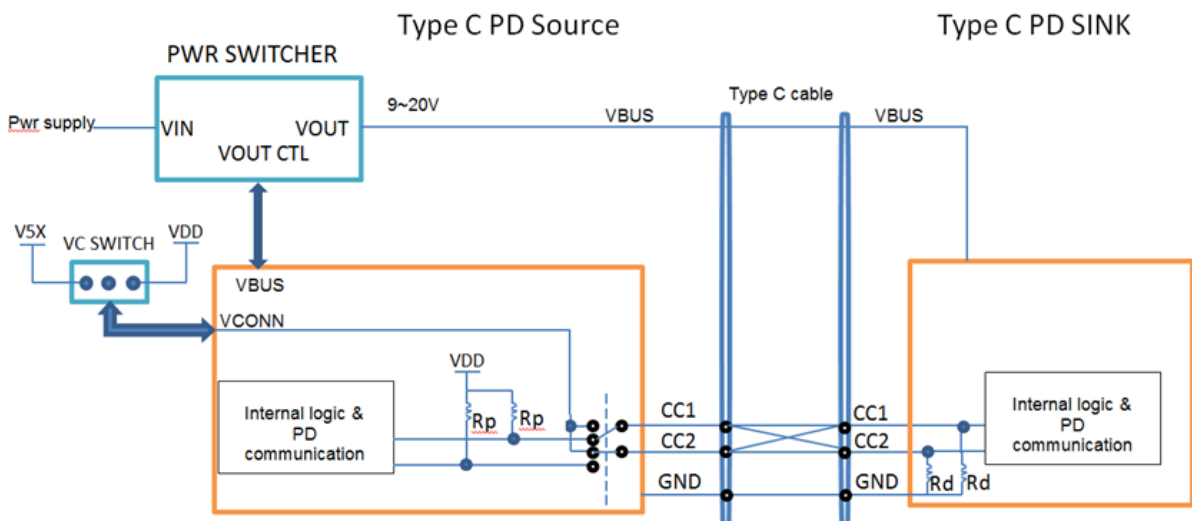 Type C PD Source
Type C PD SINK
PWR SWITCHER
Pwr supply
VIN
VOUT
VOUT CTL
9~20V
VBUS
Type C cable
VBUS
V5X
VC SWITCH
VDD
VBUS
VCONN
VDD
Rp
Rp
Internal logic &
PD
communication
CC1
CC2
GND
CC1
CC2
GND
Rd
Rd
Internal logic &
PD
communication